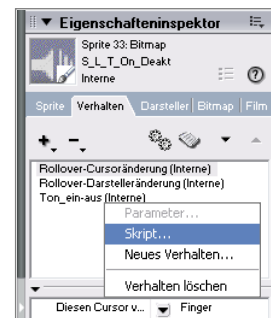 Eigenschafteninspektor
Sprite 33: Bitmap
S_L_T_On_Deakt
Interne
Sprite Verhalten Darsteller Bitmap Film
Rollover-Cursoränderung (Interne)
Rollover-Darstelleränderung (Interne)
Ton_ein-aus (Interne)
Parameter...
Skript...
Neues Verhalten...
Verhalten löschen
Diesen Cursor v... Finger